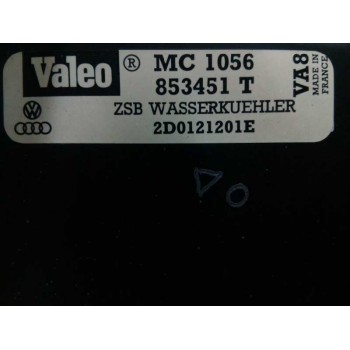 Valeo ® MC 1056
853451 T
ZSB WASSERKUEHLER
2D0121201E
VA8
MADE IN
FRANCE